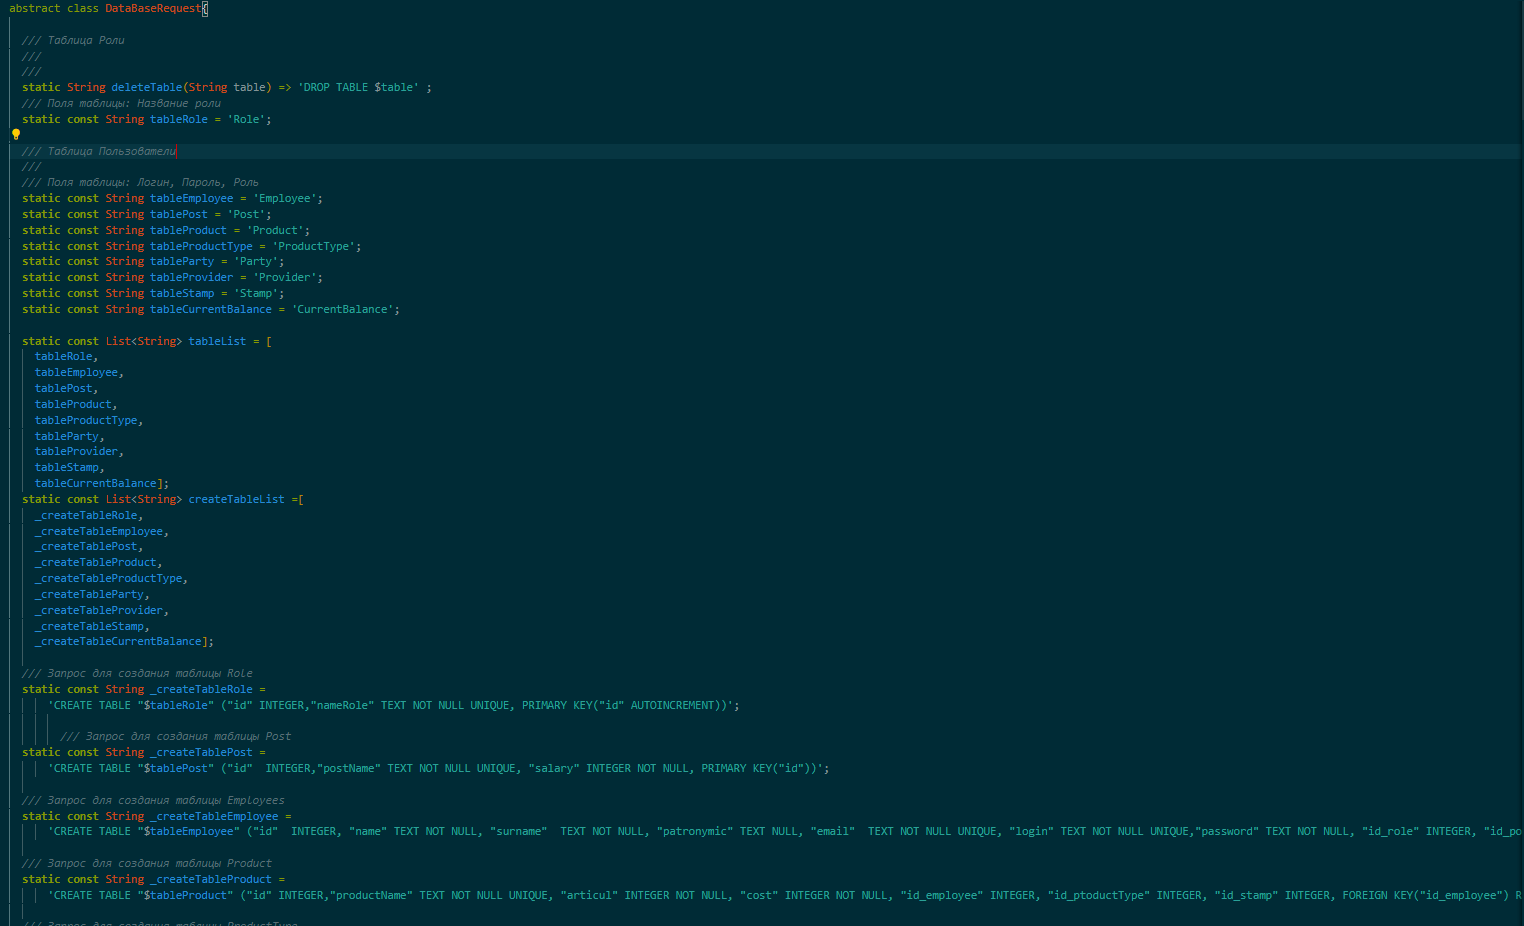 abstract class DataBaseRequest{
/// Таблица Роли
///
///
static String deleteTable(String table) => 'DROP TABLE $table' ;
/// Поля таблицы: Название роли
static const String tableRole = 'Role';
/// Таблица Пользователи
///
/// Поля таблицы: Логин, Пароль, Роль
static const String tableEmployee = 'Employee';
static const String tablePost = 'Post';
static const String tableProduct = 'Product';
static const String tableProductType = 'ProductType';
static const String tableParty = 'Party';
static const String tableProvider = 'Provider';
static const String tableStamp = 'Stamp';
static const String tableCurrentBalance = 'CurrentBalance';
static const List<String> tableList = [
tableRole,
tableEmployee,
tablePost,
tableProduct,
tableProductType,
tableParty,
tableProvider,
tableStamp,
tableCurrentBalance];
static const List<String> createTableList =[
_createTableRole,
_createTableEmployee,
_createTablePost,
_createTableProduct,
_createTableProductType,
_createTableParty,
_createTableProvider,
_createTableStamp,
_createTableCurrentBalance];
/// Запрос для создания таблицы Role
static const String _createTableRole =
'CREATE TABLE "$tableRole" ("id" INTEGER,"nameRole" TEXT NOT NULL UNIQUE, PRIMARY KEY("id" AUTOINCREMENT))';
/// Запрос для создания таблицы Post
static const String _createTablePost =
'CREATE TABLE "$tablePost" ("id"  INTEGER,"postName" TEXT NOT NULL UNIQUE, "salary" INTEGER NOT NULL, PRIMARY KEY("id"))';
/// Запрос для создания таблицы Employees
static const String _createTableEmployee =
'CREATE TABLE "$tableEmployee" ("id"  INTEGER, "name" TEXT NOT NULL, "surname"  TEXT NOT NULL, "patronymic" TEXT NULL, "email"  TEXT NOT NULL UNIQUE, "login" TEXT NOT NULL UNIQUE,"password" TEXT NOT NULL, "id_role" INTEGER, "id_po
/// Запрос для создания таблицы Product
static const String _createTableProduct =
'CREATE TABLE "$tableProduct" ("id" INTEGER,"productName" TEXT NOT NULL UNIQUE, "articul" INTEGER NOT NULL, "cost" INTEGER NOT NULL, "id_employee" INTEGER, "id_ptoductType" INTEGER, "id_stamp" INTEGER, FOREIGN KEY("id_employee") R
/// Запрос для создания таблицы ProductType